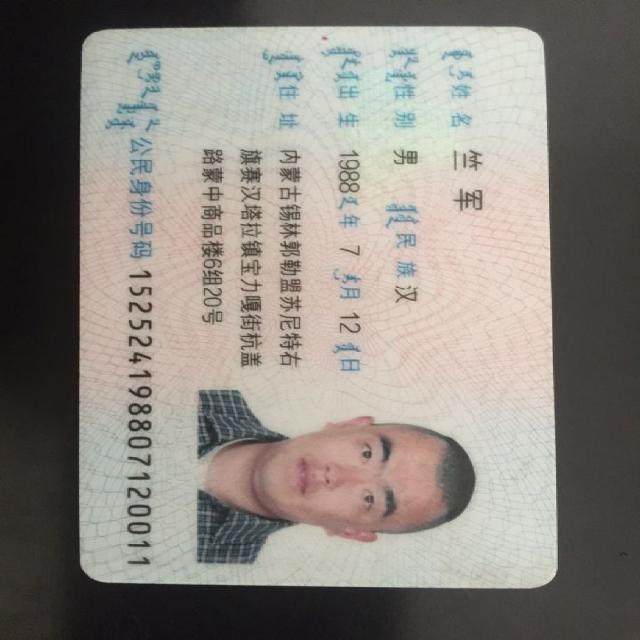 姓名 竺军
性别 男 民族 汉
出生 1988 年 7 月 12 日
住址 内蒙古锡林郭勒盟苏尼特右
旗赛汉塔拉镇宝力嘎街杭盖
路蒙中商品楼 组20号
公民身份号码 152524198807120011